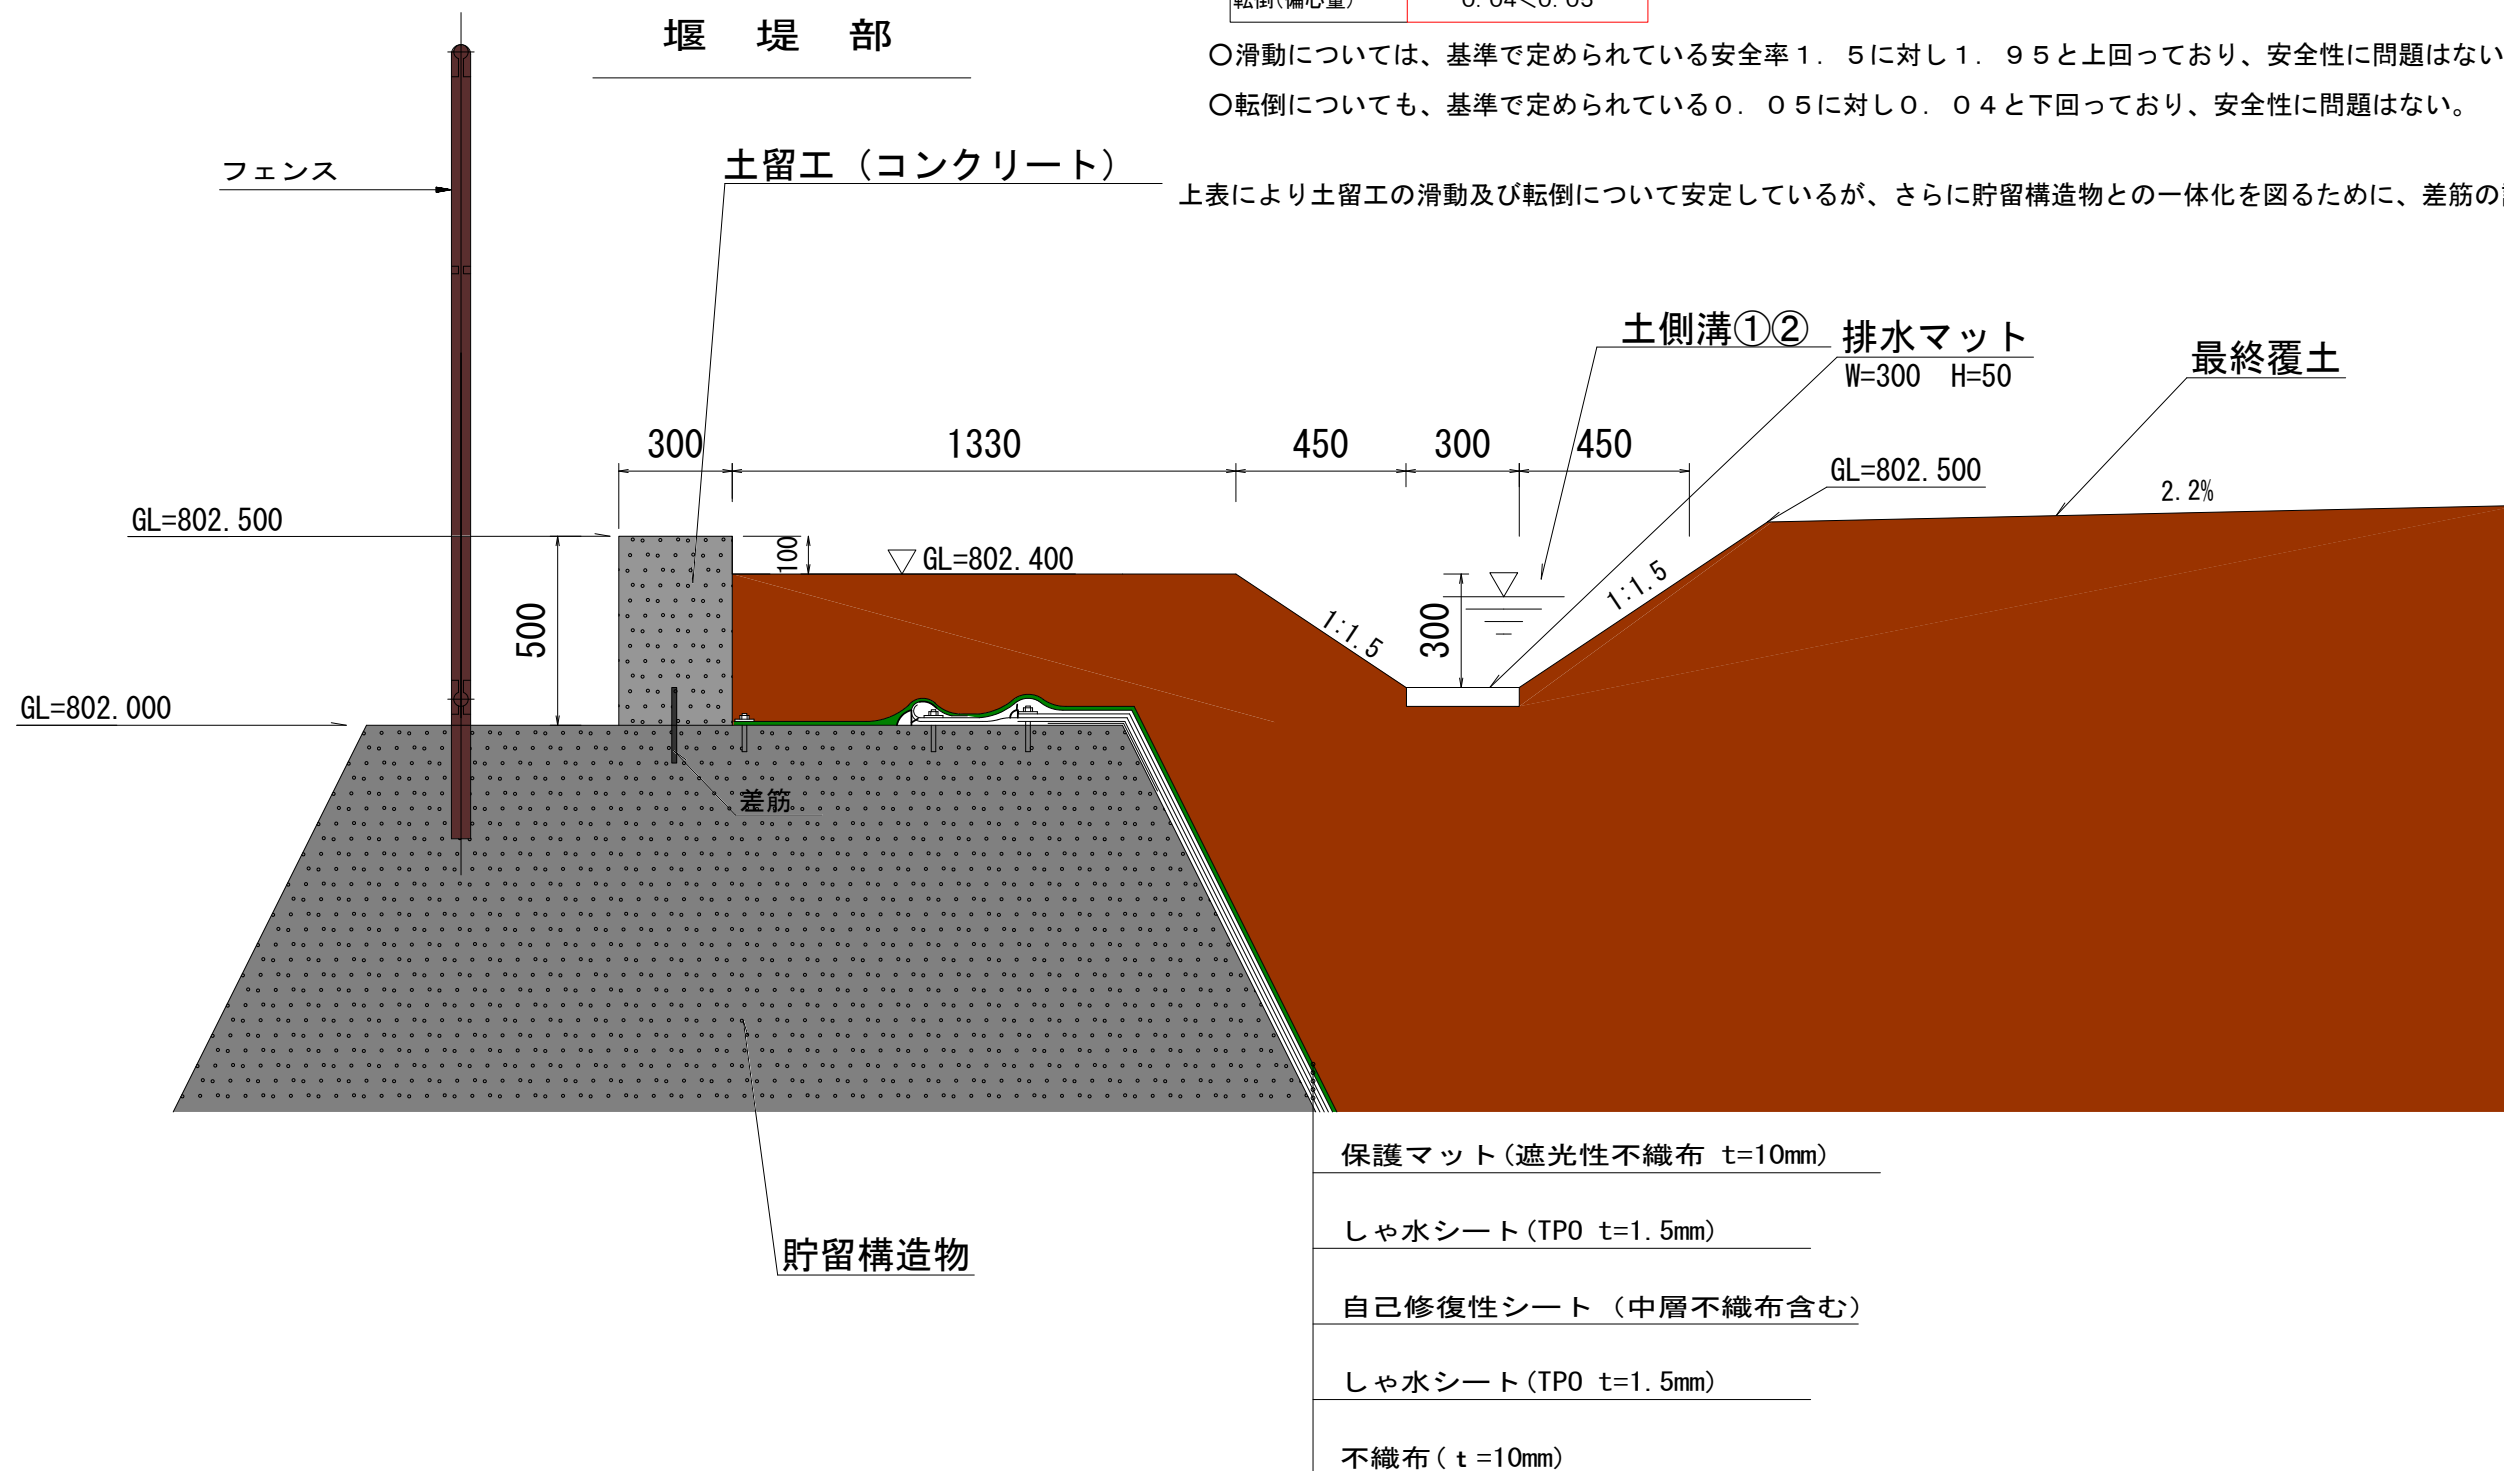 堰 堤 部
転倒(偏心量) 0.04<0.05
〇滑動については、基準で定められている安全率１．５に対し１．９５と上回っており、安全性に問題はない
〇転倒についても、基準で定められている０．０５に対し０．０４と下回っており、安全性に問題はない。
上表により土留工の滑動及び転倒について安定しているが、さらに貯留構造物との一体化を図るために、差筋の
フェンス
土留工（コンクリート）
土側溝①②
排水マット
W=300 H=50
最終覆土
300 1330 450 300 450
GL=802.500
2.2%
GL=802.500
100
GL=802.400
1:1.5
1:1.5
500
300
GL=802.000
差筋
保護マット(遮光性不織布 t=10mm)
しゃ水シート(TPO t=1.5mm)
貯留構造物
自己修復性シート（中層不織布含む）
しゃ水シート(TPO t=1.5mm)
不織布( t =10mm)